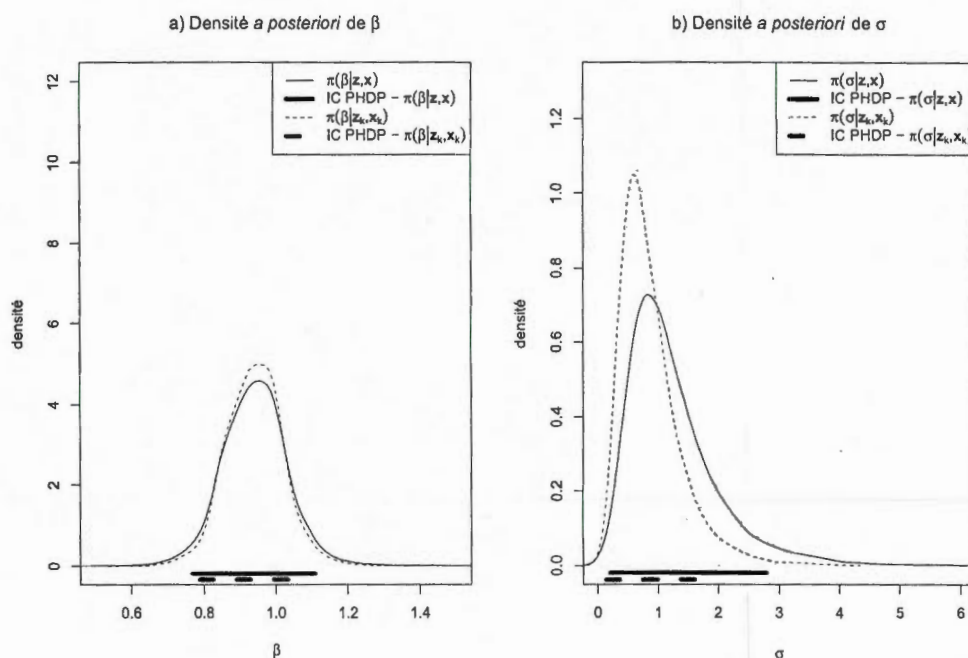 a) Densité a posteriori de β
π(β|z,x)
IC PHDP – π(β|z,x)
π(β|zₖ,xₖ)
IC PHDP – π(β|zₖ,xₖ)
densité
12
10
8
6
4
2
0
0.6
0.8
1.0
1.2
1.4
β
b) Densité a posteriori de σ
π(σ|z,x)
IC PHDP – π(σ|z,x)
π(σ|zₖ,xₖ)
IC PHDP – π(σ|zₖ,xₖ
densité
1.2
1.0
0.8
0.6
0.4
0.2
0.0
0
1
2
3
4
5
6
σ